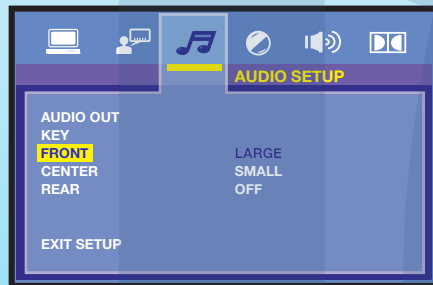 AUDIO SETUP
AUDIO OUT
KEY
FRONT LARGE
CENTER SMALL
REAR OFF
EXIT SETUP